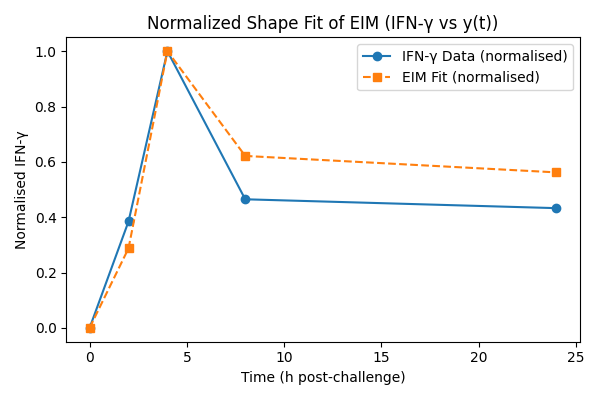 Normalized Shape Fit of EIM (IFN-γ vs y(t))
IFN-γ Data (normalised)
EIM Fit (normalised)
Normalised IFN-γ
1.0
0.8
0.6
0.4
0.2
0.0
0 5 10 15 20 25
Time (h post-challenge)